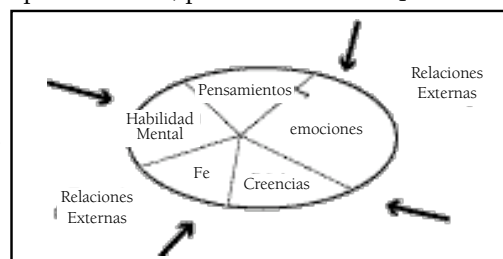 Relaciones
Externas
Pensamientos
Habilidad
Mental
emociones
Fe
Creencias
Relaciones
Externas